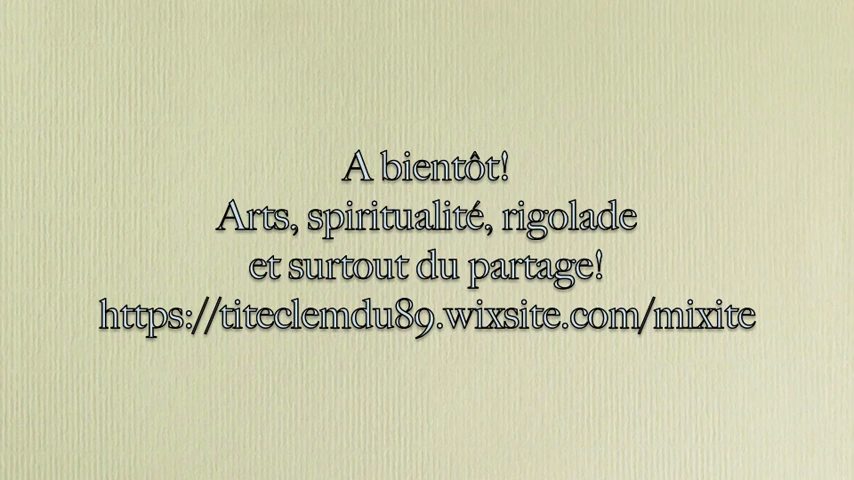 A bientôt!
Arts, spiritualité, rigolade
et surtout du partage!
https://titeclemdu89.wixsite.com/mixite